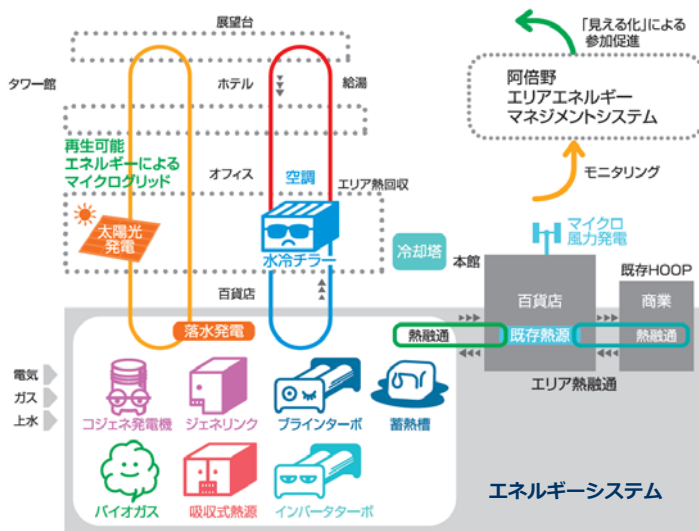 展望台
「見える化」による
参加促進
タワー館
ホテル
給湯
阿倍野
エリアエネルギー
マネジメントシステム
再生可能
エネルギーによる
マイクログリッド
オフィス
空調
エリア熱回収
モニタリング
太陽光
発電
水冷チラー
冷却塔
本館
マイクロ
風力発電
既存HOOP
百貨店
百貨店
商業
落水発電
熱融通
既存熱源
熱融通
エリア熱融通
電気
ガス
上水
コジェネ発電機
ジェネリンク
ブラインターボ
蓄熱槽
バイオガス
吸収式熱源
インバータターボ
エネルギーシステム